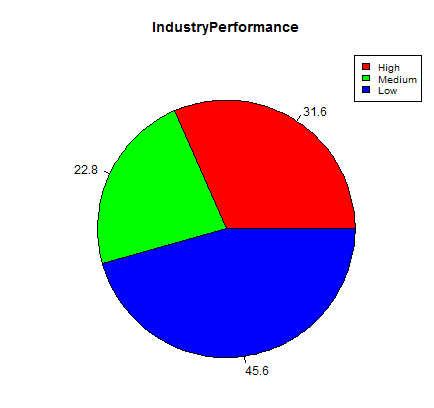 IndustryPerformance
High
Medium
Low
31.6
22.8
45.6